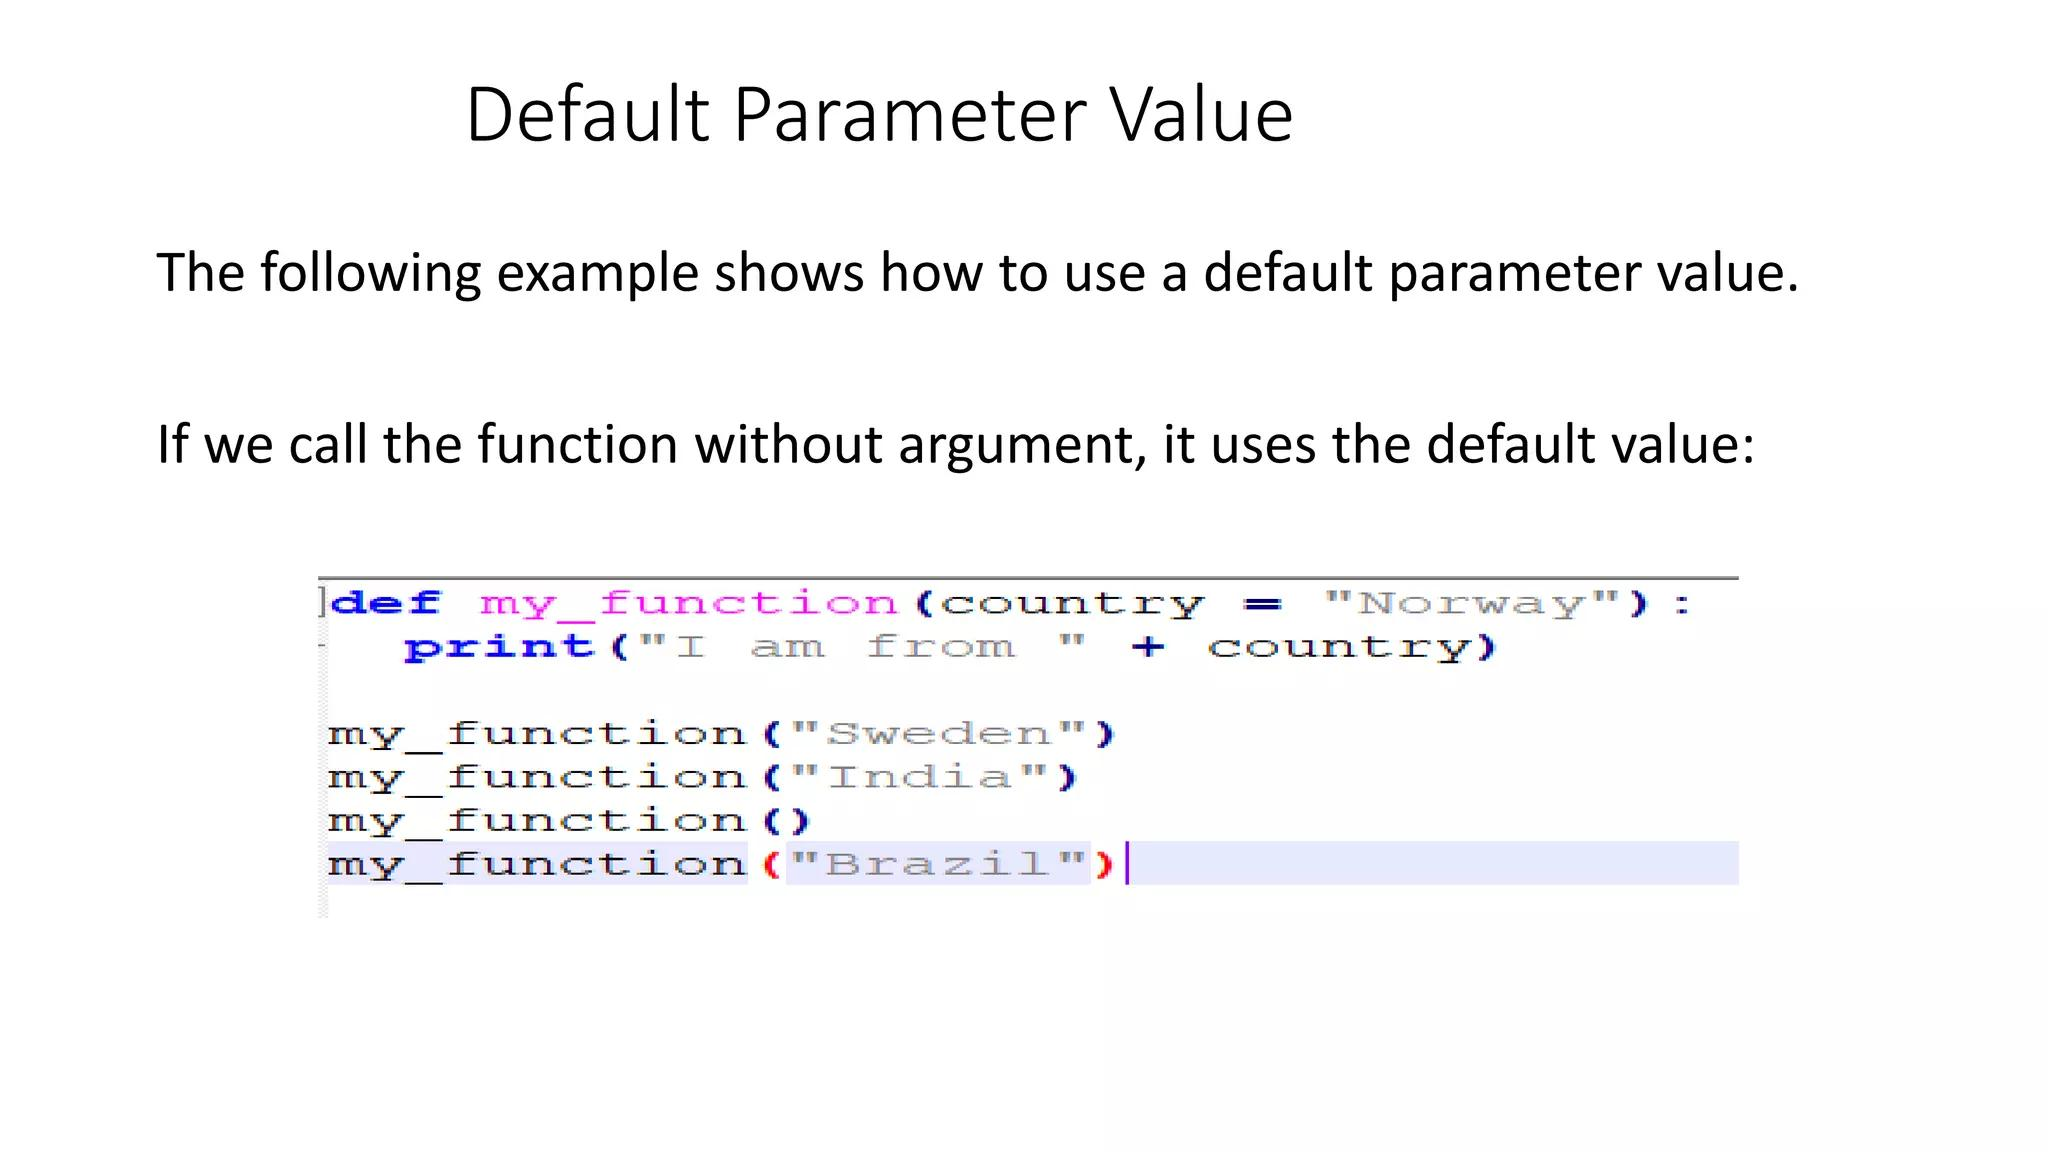 Default Parameter Value
The following example shows how to use a default parameter value.
If we call the function without argument, it uses the default value:
def my_function(country = "Norway"):
  print("I am from " + country)
my_function("Sweden")
my_function("India")
my_function()
my_function("Brazil")